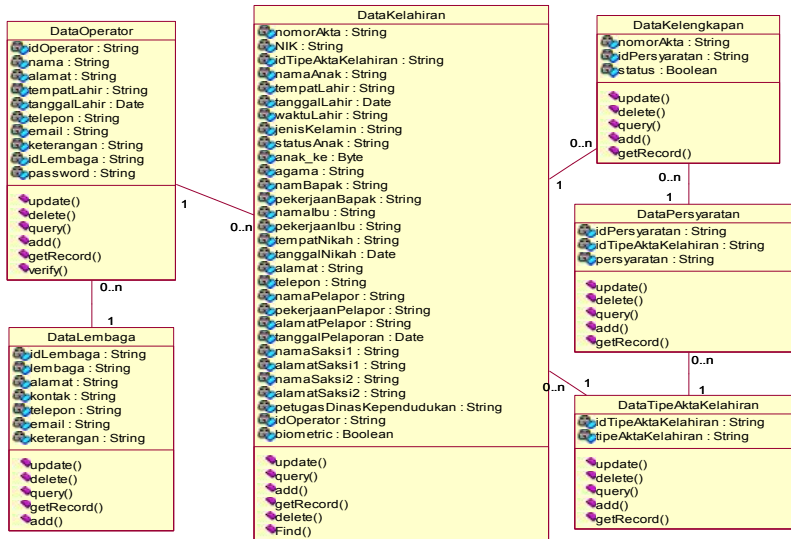 DataOperator
idOperator : String
nama : String
alamat : String
tempatLahir : String
tanggalLahir : Date
telepon : String
email : String
keterangan : String
idLembaga : String
password : String
update()
delete()
query()
add()
getRecord()
verify()
1
0..n
0..n
1
DataLembaga
idLembaga : String
lembaga : String
alamat : String
kontak : String
telepon : String
email : String
keterangan : String
update()
delete()
query()
getRecord()
add()
DataKelahiran
nomorAkta : String
NIK : String
idTipeAktaKelahiran : String
namaAnak : String
tempatLahir : String
tanggalLahir : Date
waktuLahir : String
jenisKelamin : String
statusAnak : String
anak_ke : Byte
agama : String
namBapak : String
pekerjaanBapak : String
namaIbu : String
pekerjaanIbu : String
tempatNikah : String
tanggalNikah : Date
alamat : String
telepon : String
namaPelapor : String
pekerjaanPelapor : String
alamatPelapor : String
tanggalPelaporan : Date
namaSaksi1 : String
alamatSaksi1 : String
namaSaksi2 : String
alamatSaksi2 : String
petugasDinasKependudukan : String
idOperator : String
biometric : Boolean
update()
query()
add()
getRecord()
delete()
Find()
0..n
1
0..n
1
DataKelengkapan
nomorAkta : String
idPersyaratan : String
status : Boolean
update()
delete()
query()
add()
getRecord()
0..n
1
DataPersyaratan
idPersyaratan : String
idTipeAktaKelahiran : String
persyaratan : String
update()
delete()
query()
add()
getRecord()
0..n
1
DataTipeAktaKelahiran
idTipeAktaKelahiran : String
tipeAktaKelahiran : String
update()
delete()
query()
add()
getRecord()